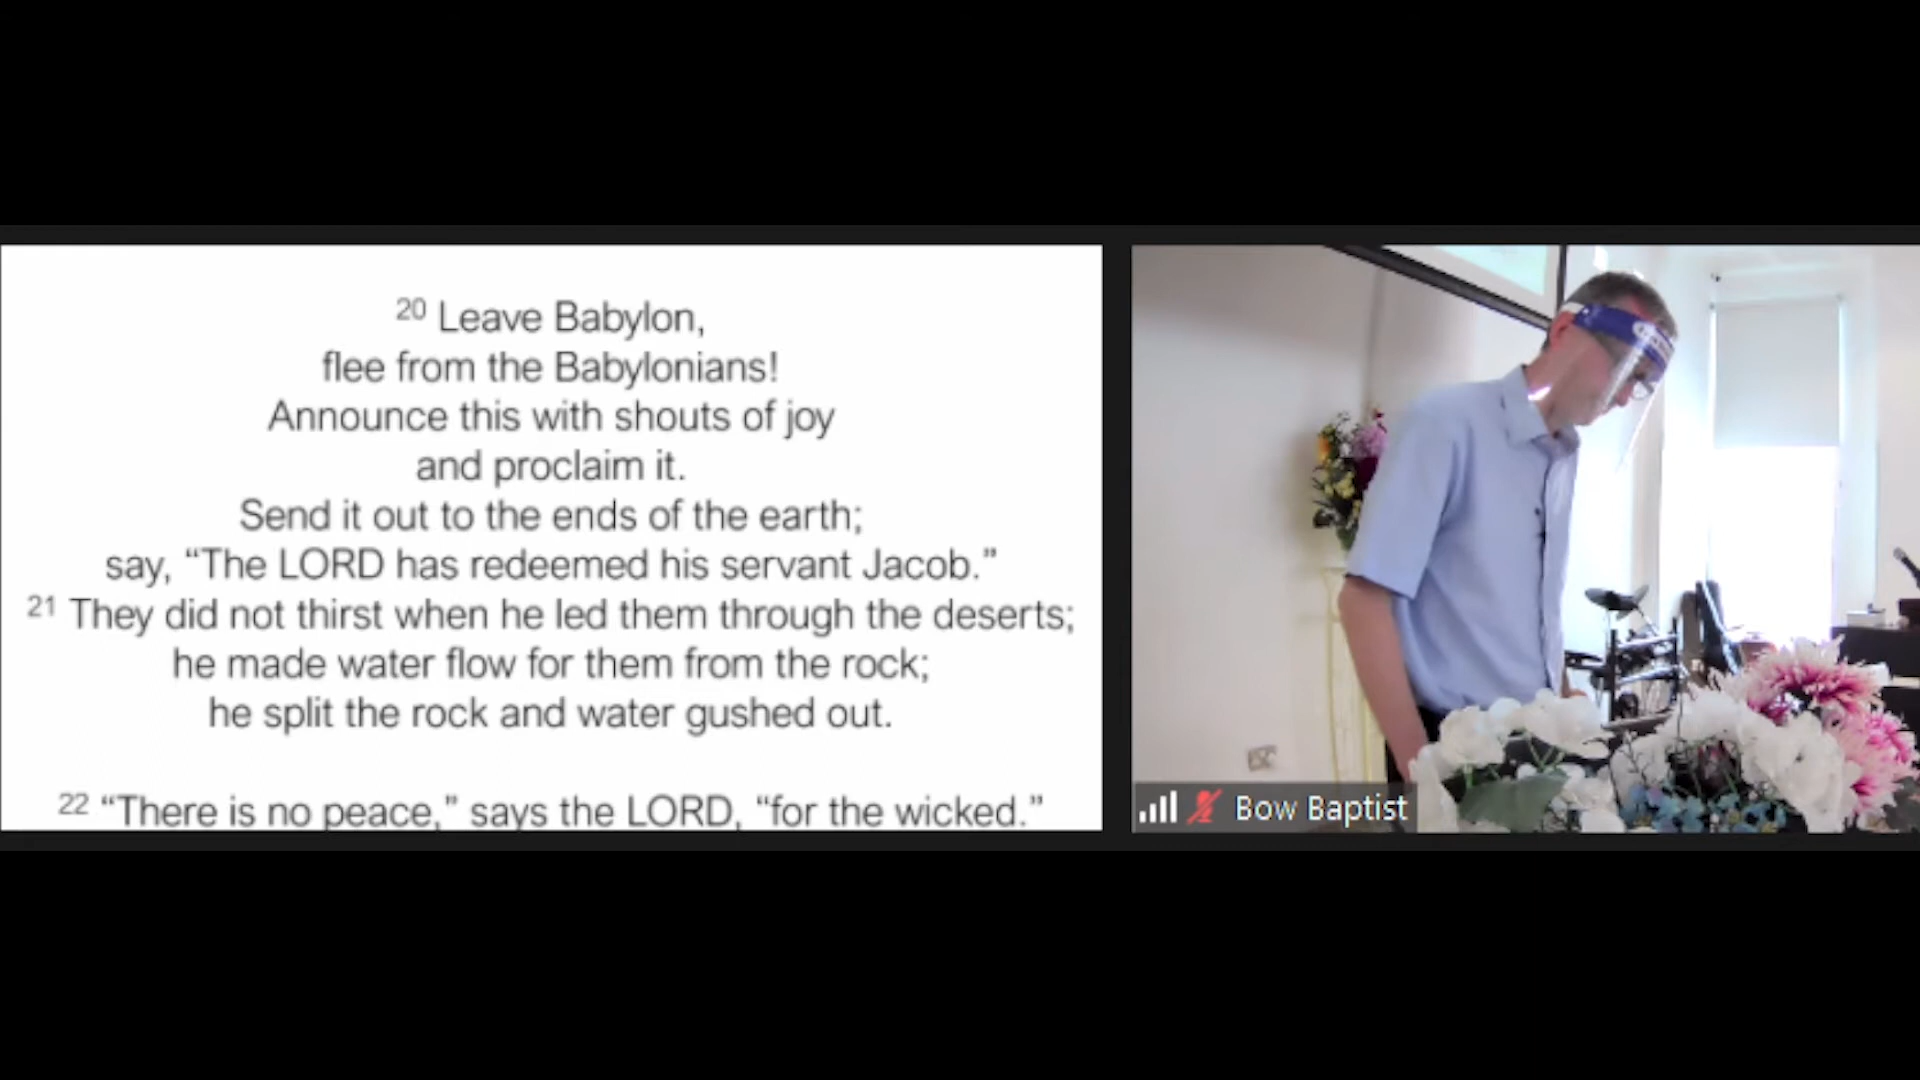 20 Leave Babylon,
flee from the Babylonians!
Announce this with shouts of joy
and proclaim it.
Send it out to the ends of the earth;
say, “The LORD has redeemed his servant Jacob.”
21 They did not thirst when he led them through the deserts;
he made water flow for them from the rock;
he split the rock and water gushed out.
22 “There is no peace,” says the LORD, “for the wicked.”
Bow Baptist